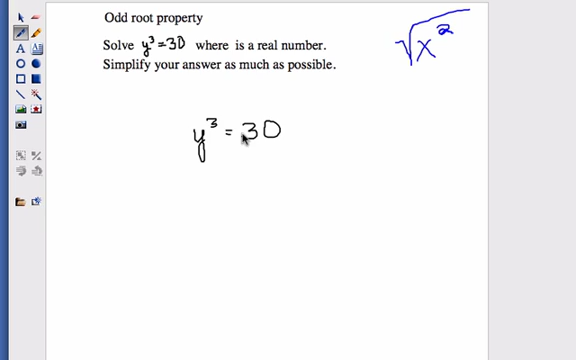 Odd root property
Solve y³=30 where is a real number.
Simplify your answer as much as possible.
√x²
y³ = 30